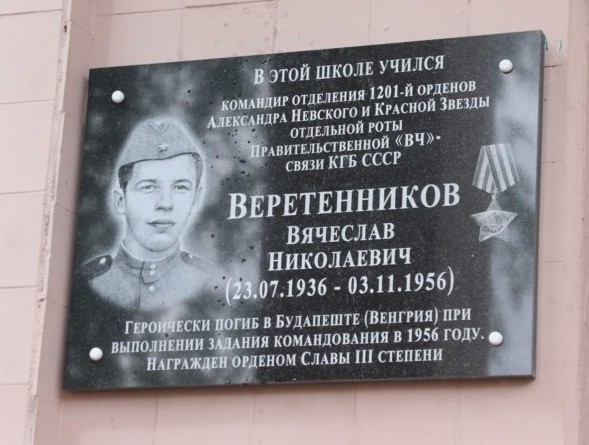 В ЭТОЙ ШКОЛЕ УЧИЛСЯ
КОМАНДИР ОТДЕЛЕНИЯ 1201-Й ОРДЕНОВ
АЛЕКСАНДРА НЕВСКОГО И КРАСНОЙ ЗВЕЗДЫ
ОТДЕЛЬНОЙ РОТЫ
ПРАВИТЕЛЬСТВЕННОЙ «ВЧ»-
СВЯЗИ КГБ СССР
ВЕРЕТЕННИКОВ
ВЯЧЕСЛАВ
НИКОЛАЕВИЧ
(23.07.1936 - 03.11.1956)
ГЕРОИЧЕСКИ ПОГИБ В БУДАПЕШТЕ (ВЕНГРИЯ) ПРИ
ВЫПОЛНЕНИИ ЗАДАНИЯ КОМАНДОВАНИЯ В 1956 ГОДУ.
НАГРАЖДЕН ОРДЕНОМ СЛАВЫ III СТЕПЕНИ